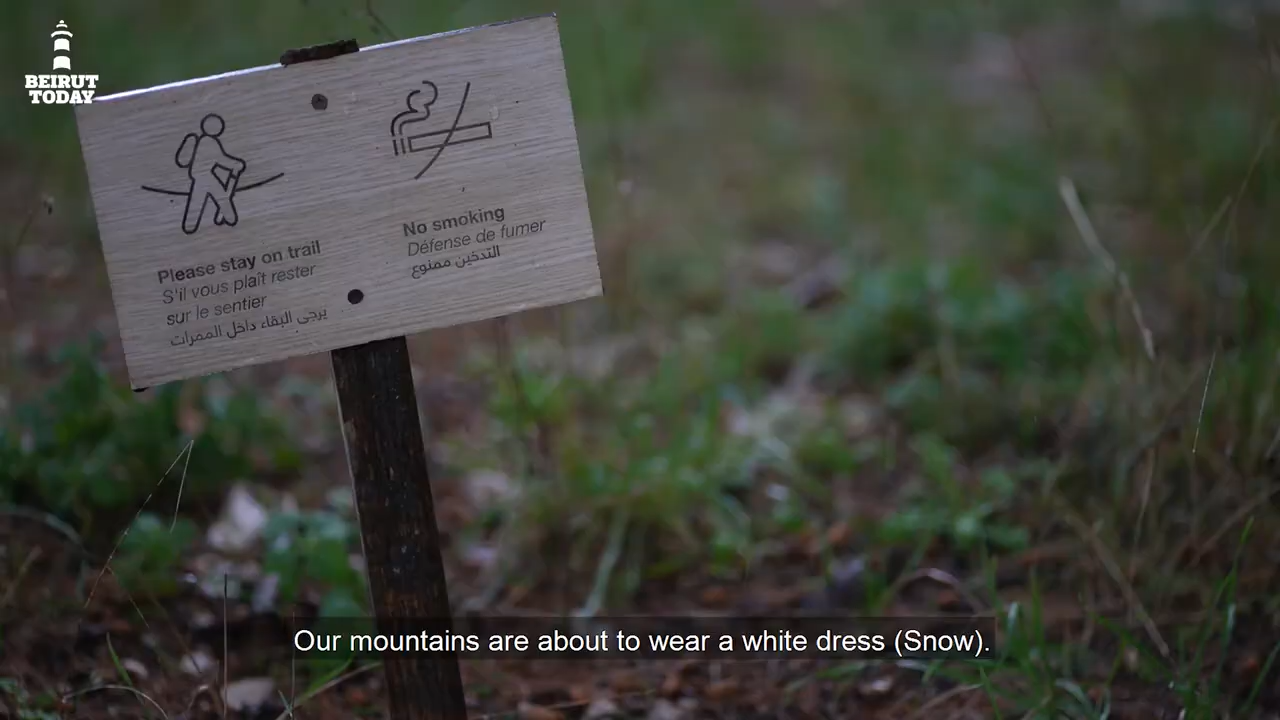 BEIRUT
TODAY
Please stay on trail
S'il vous plaît rester
sur le sentier
يرجى البقاء داخل الممرات
No smoking
Défense de fumer
التدخين ممنوع
Our mountains are about to wear a white dress (Snow).